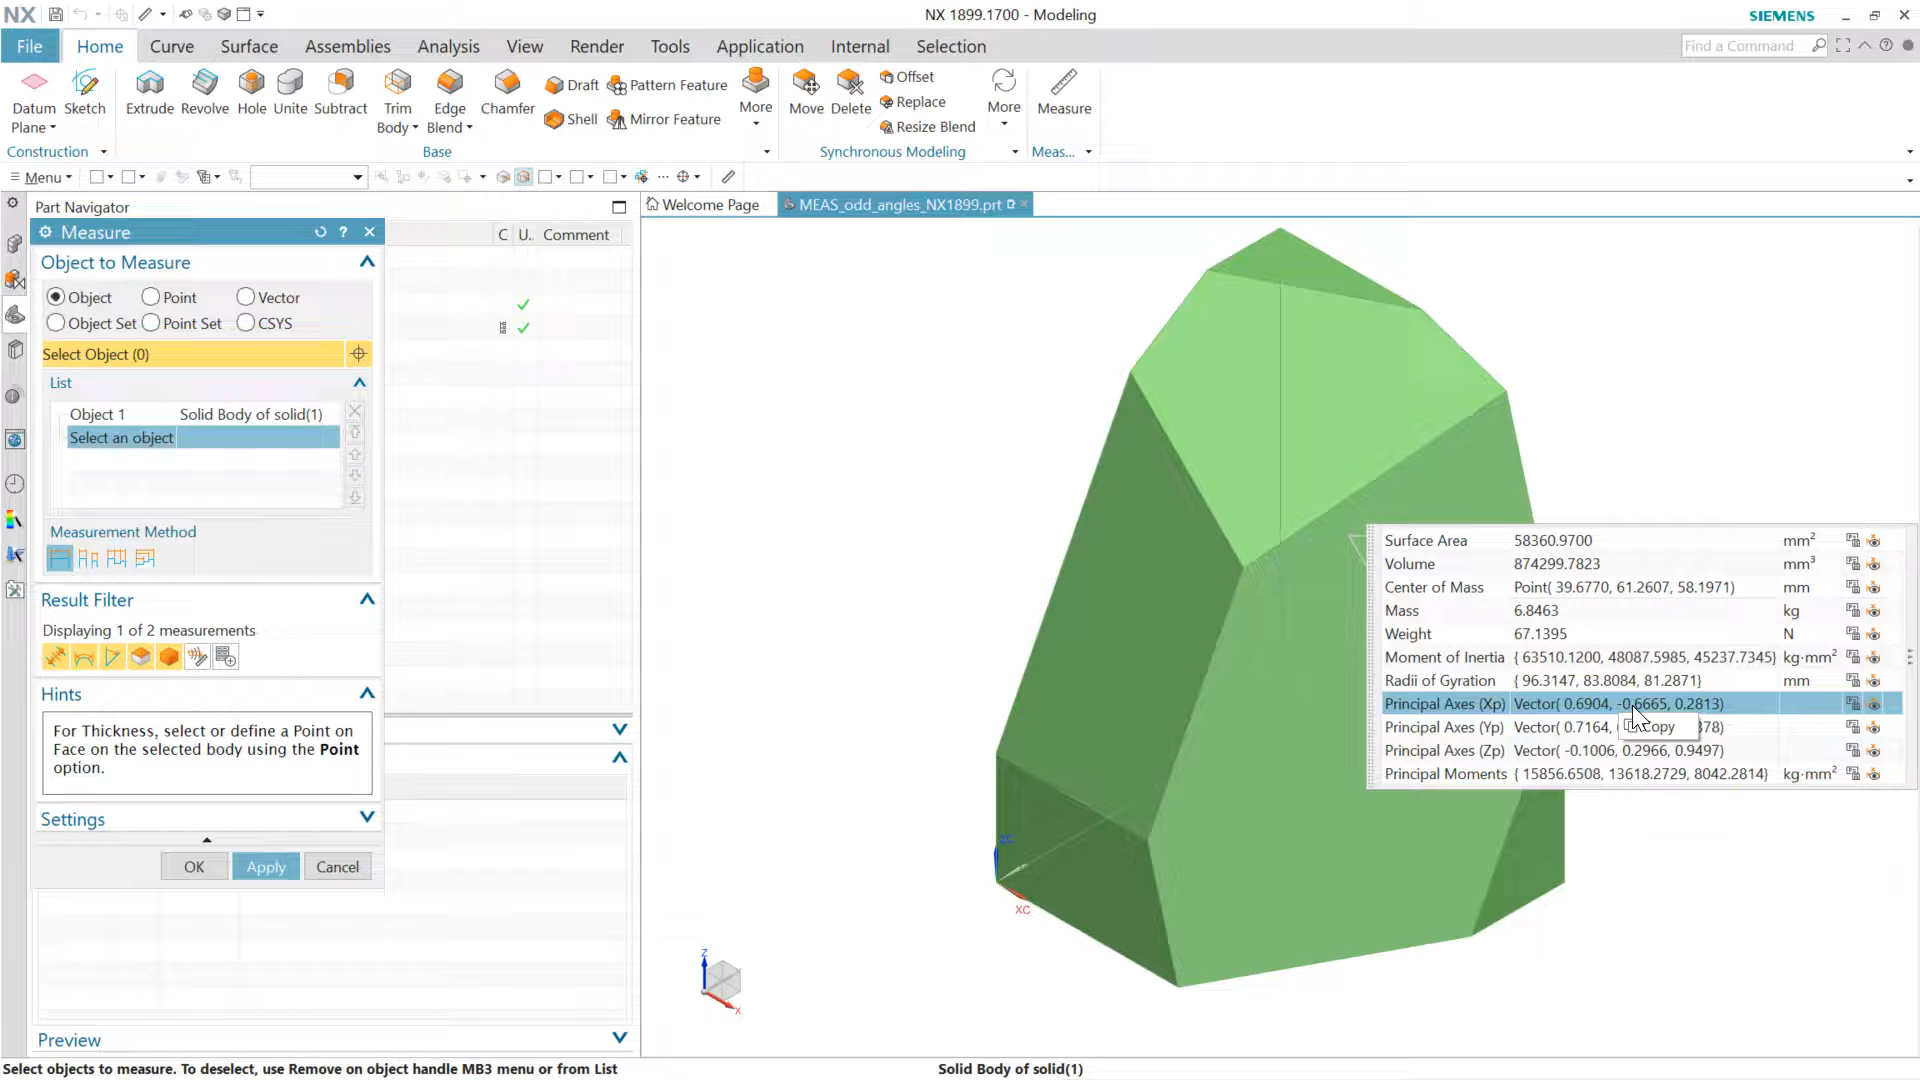 NX
NX 1899.1700 - Modeling
SIEMENS
File Home Curve Surface Assemblies Analysis View Render Tools Application Internal Selection
Find a Command
Datum Plane
Sketch
Extrude
Revolve
Hole
Unite
Subtract
Trim Body
Edge Blend
Chamfer
Draft
Shell
Pattern Feature
Mirror Feature
More
Move
Delete
Offset
Replace
Resize Blend
More
Measure
Construction
Base
Synchronous Modeling
Meas...
Menu
Part Navigator
Welcome Page
MEAS_odd_angles_NX1899.prt
C U.. Comment
Measure
Object to Measure
Object Point Vector
Object Set Point Set CSYS
Select Object (0)
List
Object 1 Solid Body of solid(1)
Select an object
Measurement Method
Result Filter
Displaying 1 of 2 measurements
Hints
For Thickness, select or define a Point on
Face on the selected body using the Point
option.
Settings
OK Apply Cancel
Preview
Surface Area 58360.9700 mm²
Volume 874299.7823 mm³
Center of Mass Point( 39.6770, 61.2607, 58.1971) mm
Mass 6.8463 kg
Weight 67.1395 N
Moment of Inertia { 63510.1200, 48087.5985, 45237.7345} kg·mm²
Radii of Gyration { 96.3147, 83.8084, 81.2871} mm
Principal Axes (Xp) Vector( 0.6904, -0.6665, 0.2813)
Principal Axes (Yp) Vector( 0.7164, 378)
Copy
Principal Axes (Zp) Vector( -0.1006, 0.2966, 0.9497)
Principal Moments { 15856.6508, 13618.2729, 8042.2814} kg·mm²
XC
Z
X
Select objects to measure. To deselect, use Remove on object handle MB3 menu or from List
Solid Body of solid(1)